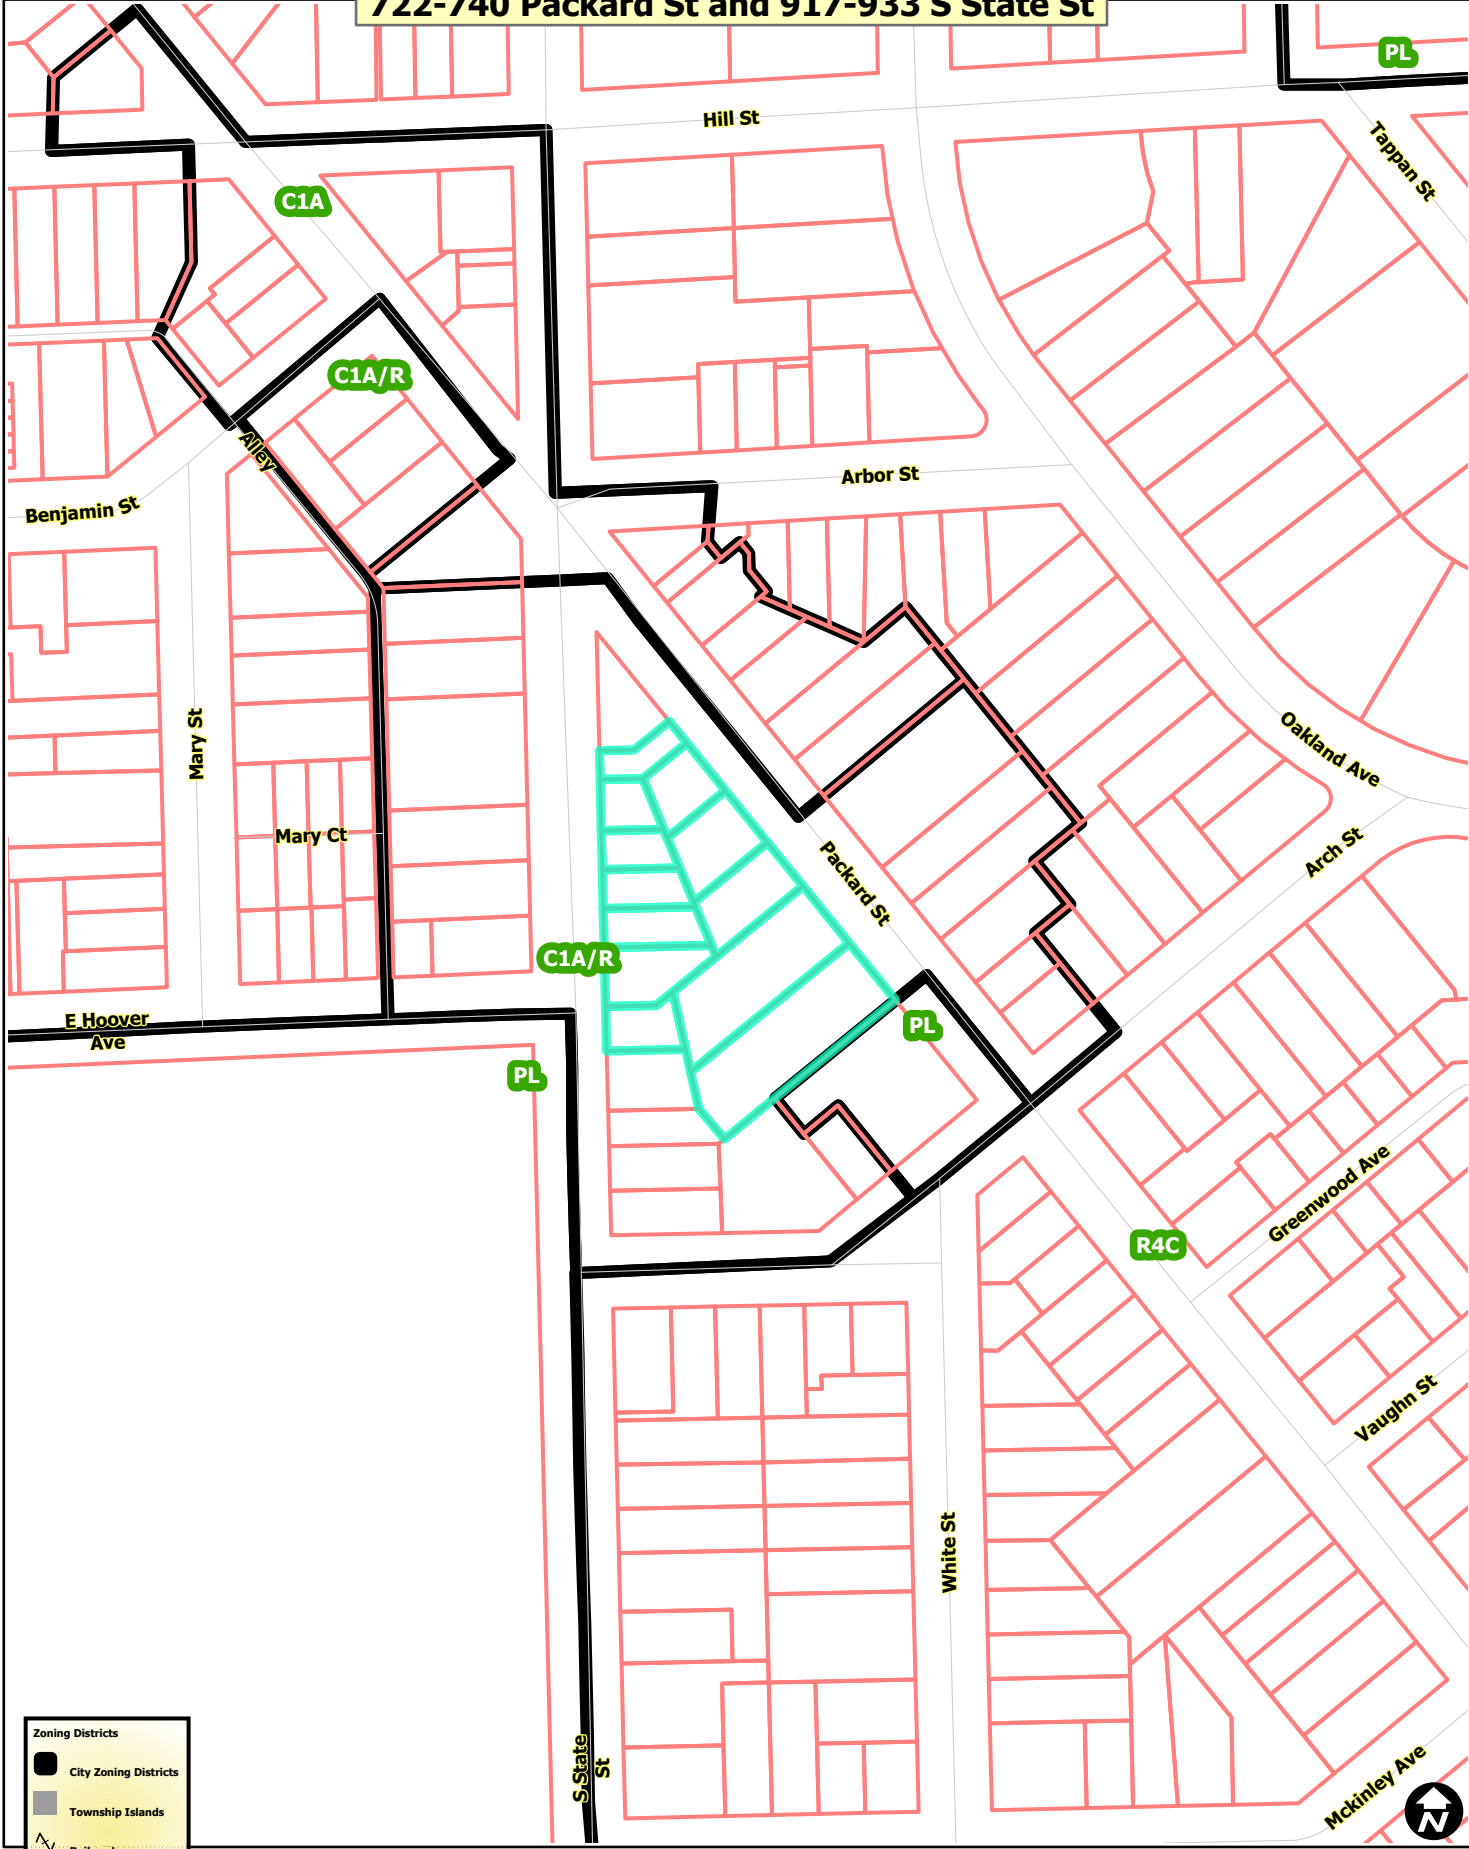 722-740 Packard St and 917-933 S State St
PL
Hill St
Tappan St
C1A
C1A/R
Alley
Arbor St
Benjamin St
Mary St
Oakland Ave
Mary Ct
Packard St
Arch St
C1A/R
E Hoover
Ave
PL
PL
Greenwood Ave
R4C
Vaughn St
White St
S State
St
Mckinley Ave
Zoning Districts
City Zoning Districts
Township Islands
N